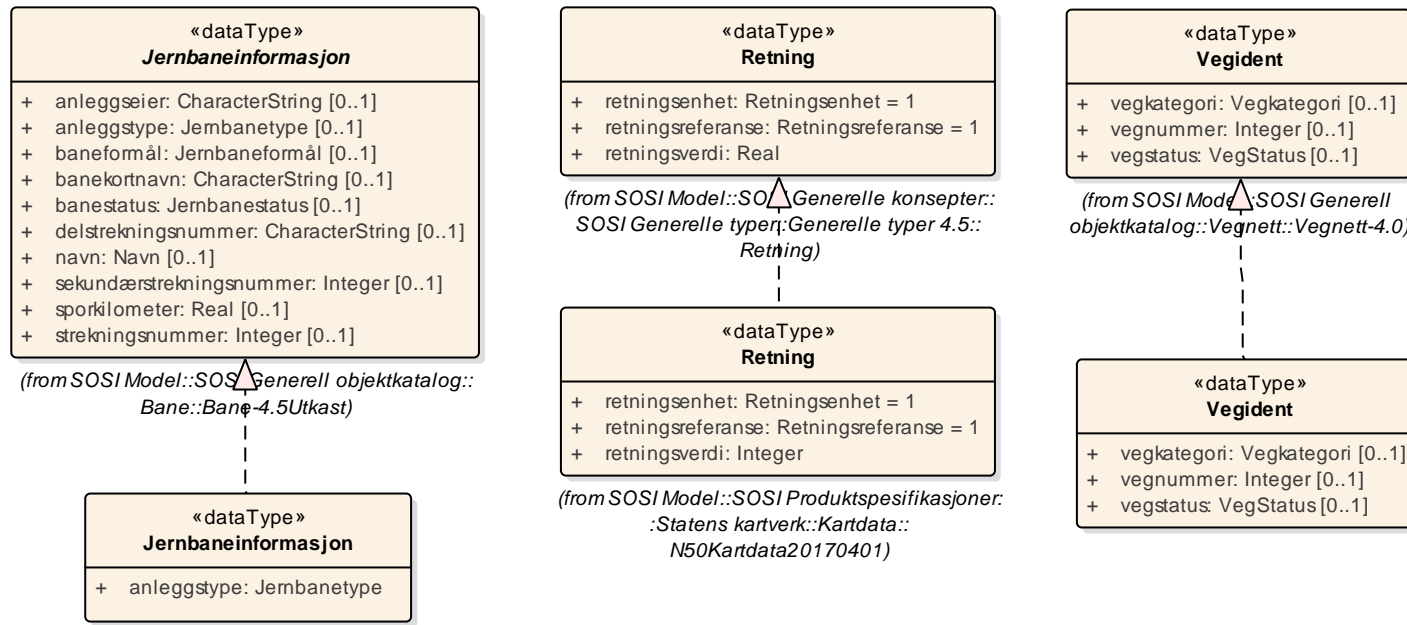 «dataType»
Jernbaneinformasjon
+ anleggseier: CharacterString [0..1]
+ anleggstype: Jernbanetype [0..1]
+ baneformål: Jernbaneformål [0..1]
+ banekortnavn: CharacterString [0..1]
+ banestatus: Jernbanestatus [0..1]
+ delstrekningsnummer: CharacterString [0..1]
+ navn: Navn [0..1]
+ sekundærstrekningsnummer: Integer [0..1]
+ sporkilometer: Real [0..1]
+ strekningsnummer: Integer [0..1]
(from SOSI Model::SOSI Generell objektkatalog::
Bane::Bane-4.5Utkast)
«dataType»
Jernbaneinformasjon
+ anleggstype: Jernbanetype
«dataType»
Retning
+ retningsenhet: Retningsenhet = 1
+ retningsreferanse: Retningsreferanse = 1
+ retningsverdi: Real
(from SOSI Model::SOSI Generelle konsepter::
SOSI Generelle typer::Generelle typer 4.5::
Retning)
«dataType»
Retning
+ retningsenhet: Retningsenhet = 1
+ retningsreferanse: Retningsreferanse = 1
+ retningsverdi: Integer
(from SOSI Model::SOSI Produktspesifikasjoner:
:Statens kartverk::Kartdata::
N50Kartdata20170401)
«dataType»
Vegident
+ vegkategori: Vegkategori [0..1]
+ vegnummer: Integer [0..1]
+ vegstatus: VegStatus [0..1]
(from SOSI Model::SOSI Generell
objektkatalog::Vegnett::Vegnett-4.0)
«dataType»
Vegident
+ vegkategori: Vegkategori [0..1]
+ vegnummer: Integer [0..1]
+ vegstatus: VegStatus [0..1]